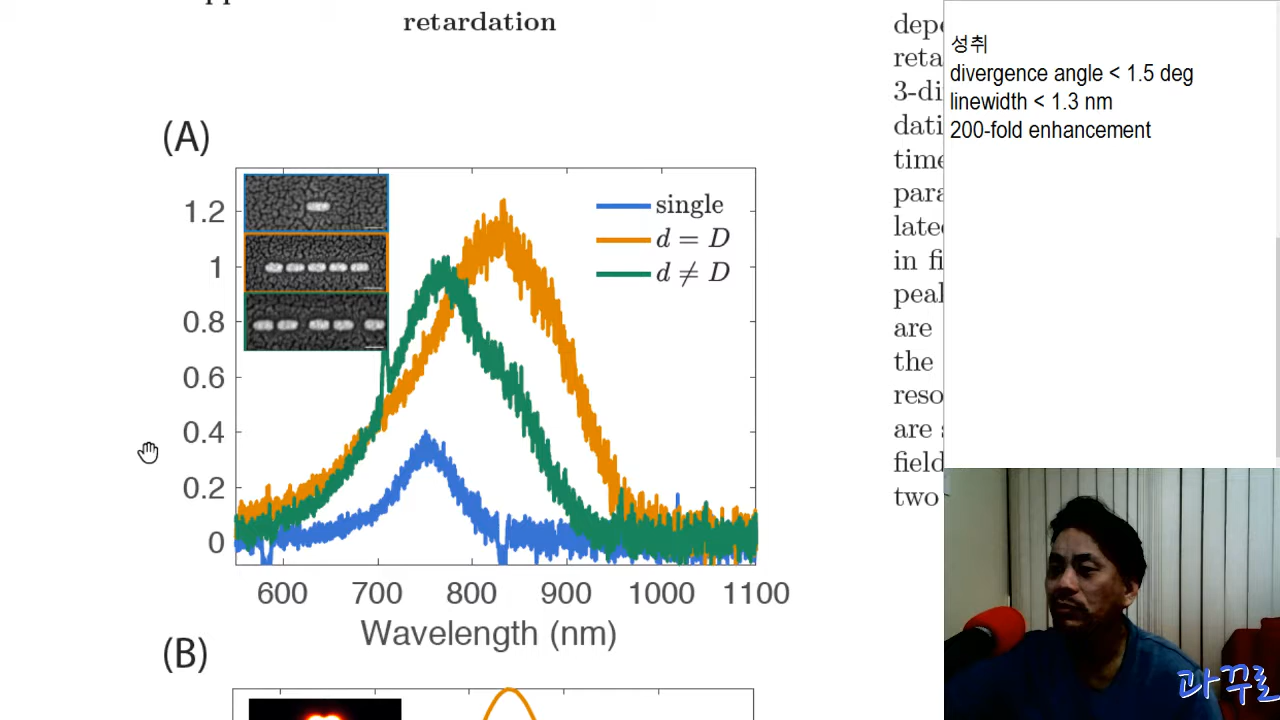 retardation
(A)
single
d = D
d ≠ D
1.2
1
0.8
0.6
0.4
0.2
0
600 700 800 900 1000 1100
Wavelength (nm)
(B)
depe
reta
3-di
dati
time
para
late
in fi
peal
are
the
reso
are s
field
two
성취
divergence angle < 1.5 deg
linewidth < 1.3 nm
200-fold enhancement
과꾸로